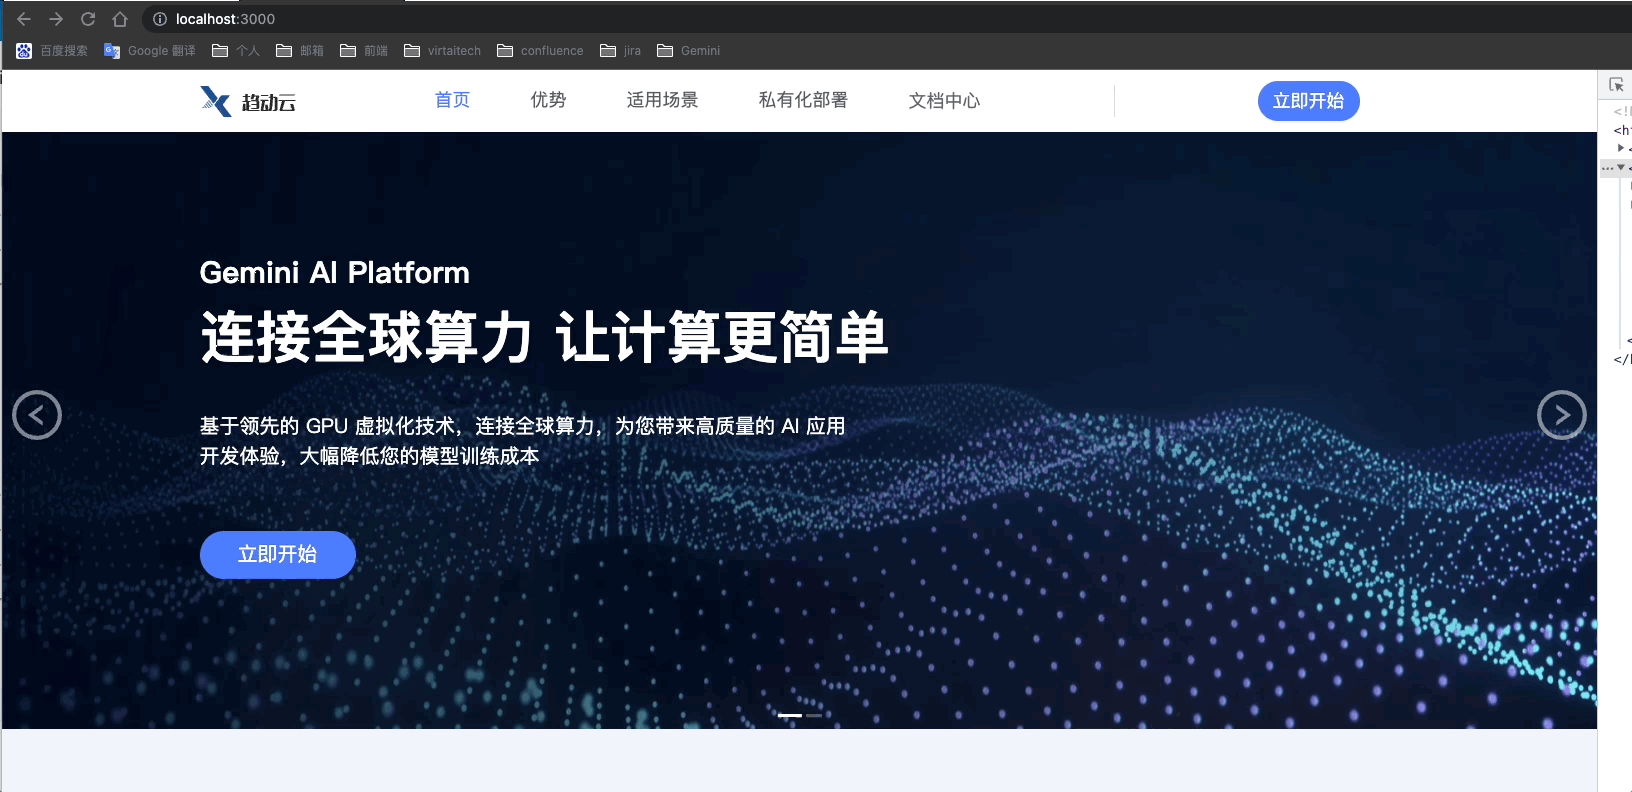 localhost:3000
百度搜索 Google 翻译 个人 邮箱 前端 virtaitech confluence jira Gemini
趋动云 首页 优势 适用场景 私有化部署 文档中心 立即开始
Gemini AI Platform
连接全球算力 让计算更简单
基于领先的 GPU 虚拟化技术，连接全球算力，为您带来高质量的 AI 应用
开发体验，大幅降低您的模型训练成本
立即开始